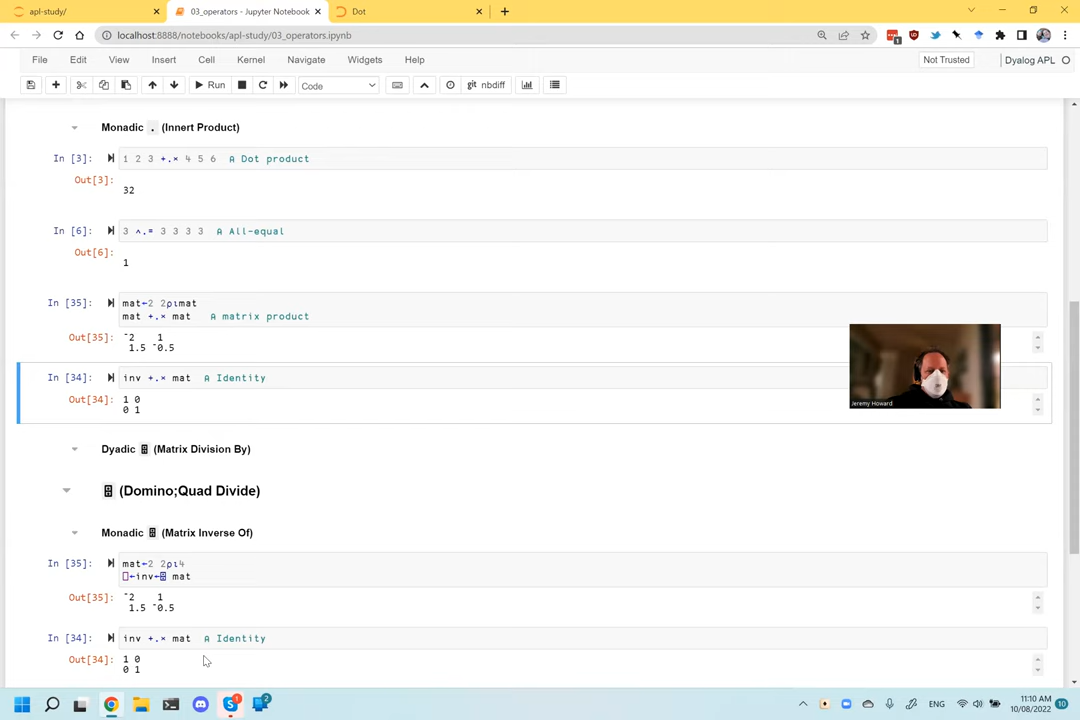 apl-study/
03_operators - Jupyter Notebook
Dot
localhost:8888/notebooks/apl-study/03_operators.ipynb
File Edit View Insert Cell Kernel Navigate Widgets Help
Not Trusted
Dyalog APL
Run
Code
nbdiff
Monadic . (Innert Product)
In [3]: 1 2 3 +.× 4 5 6 ⍝ Dot product
Out[3]:
32
In [6]: 3 ^.= 3 3 3 3 ⍝ All-equal
Out[6]:
1
In [35]: mat←2 2⍴⍳mat
mat +.× mat ⍝ matrix product
Out[35]: ¯2 1
1.5 ¯0.5
In [34]: inv +.× mat ⍝ Identity
Out[34]: 1 0
0 1
Jeremy Howard
Dyadic ⌹ (Matrix Division By)
⌹ (Domino;Quad Divide)
Monadic ⌹ (Matrix Inverse Of)
In [35]: mat←2 2⍴⍳4
⎕←inv←⌹ mat
Out[35]: ¯2 1
1.5 ¯0.5
In [34]: inv +.× mat ⍝ Identity
Out[34]: 1 0
0 1
ENG
11:10 AM
10/08/2022
10